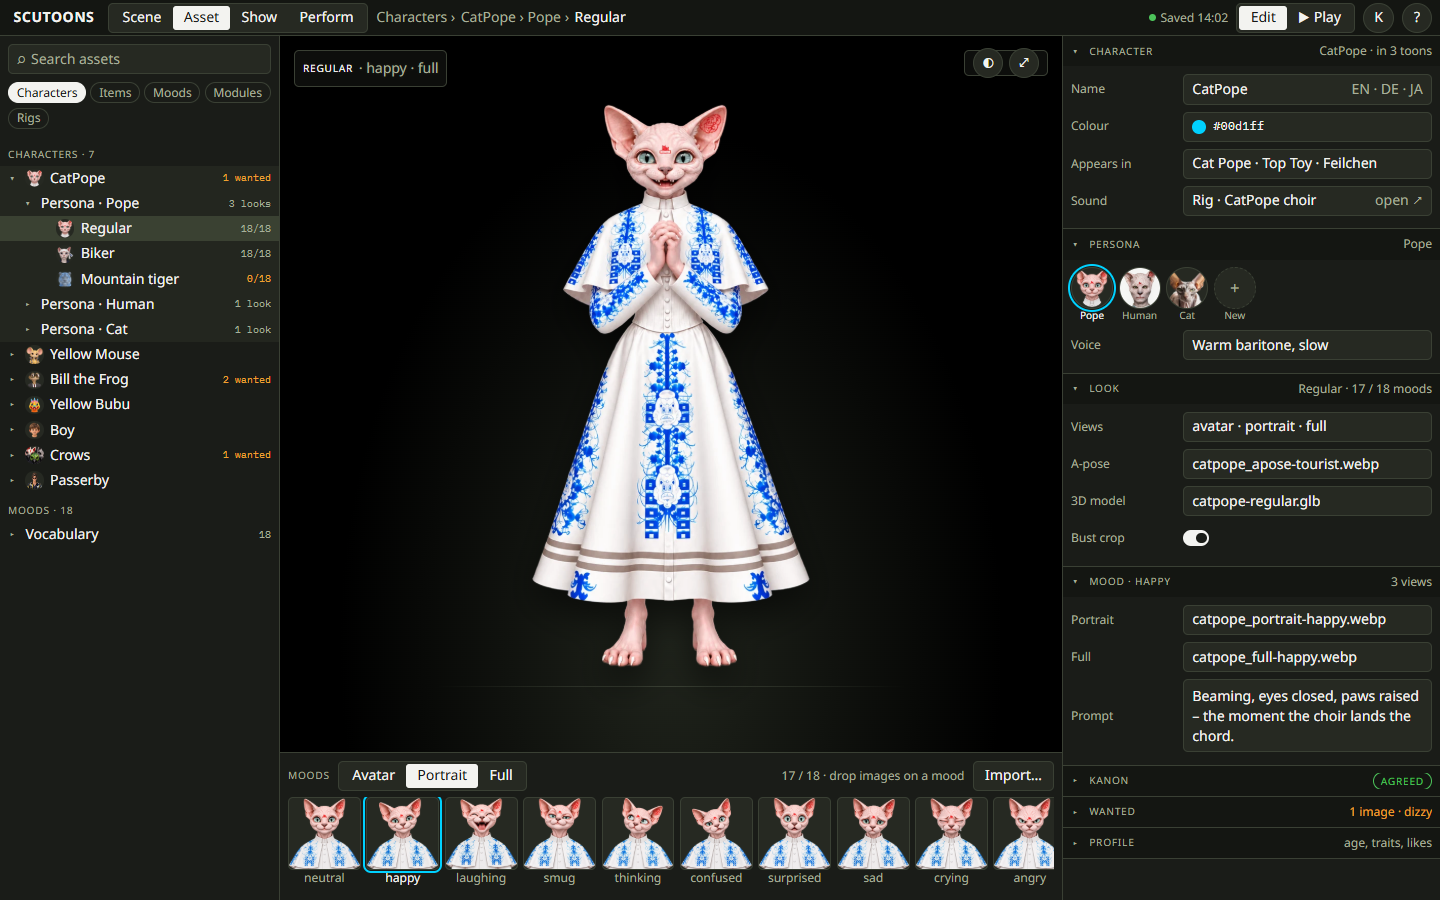 SCUTOONS Scene Asset Show Perform Characters › CatPope › Pope › Regular Saved 14:02 Edit ▶ Play K ?
Search assets
Characters Items Moods Modules
Rigs
CHARACTERS · 7
CatPope 1 wanted
Persona · Pope 3 looks
Regular 18/18
Biker 18/18
Mountain tiger 0/18
Persona · Human 1 look
Persona · Cat 1 look
Yellow Mouse
Bill the Frog 2 wanted
Yellow Bubu
Boy
Crows 1 wanted
Passerby
MOODS · 18
Vocabulary 18
REGULAR · happy · full
MOODS Avatar Portrait Full 17 / 18 · drop images on a mood Import...
neutral happy laughing smug thinking confused surprised sad crying angry
CHARACTER CatPope · in 3 toons
Name CatPope EN · DE · JA
Colour #00d1ff
Appears in Cat Pope · Top Toy · Feilchen
Sound Rig · CatPope choir open ↗
PERSONA Pope
Pope Human Cat + New
Voice Warm baritone, slow
LOOK Regular · 17 / 18 moods
Views avatar · portrait · full
A-pose catpope_apose-tourist.webp
3D model catpope-regular.glb
Bust crop
MOOD · HAPPY 3 views
Portrait catpope_portrait-happy.webp
Full catpope_full-happy.webp
Prompt Beaming, eyes closed, paws raised
– the moment the choir lands the
chord.
KANON AGREED
WANTED 1 image · dizzy
PROFILE age, traits, likes